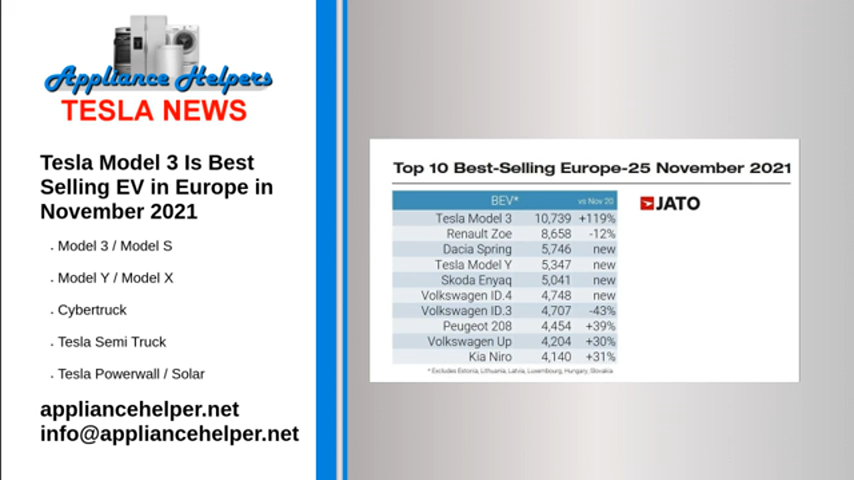 Appliance Helpers
TESLA NEWS
Tesla Model 3 Is Best
Selling EV in Europe in
November 2021
. Model 3 / Model S
. Model Y / Model X
. Cybertruck
. Tesla Semi Truck
. Tesla Powerwall / Solar
appliancehelper.net
info@appliancehelper.net
Top 10 Best-Selling Europe-25 November 2021
BEV* vs Nov 20
Tesla Model 3 10,739 +119%
Renault Zoe 8,658 -12%
Dacia Spring 5,746 new
Tesla Model Y 5,347 new
Skoda Enyaq 5,041 new
Volkswagen ID.4 4,748 new
Volkswagen ID.3 4,707 -43%
Peugeot 208 4,454 +39%
Volkswagen Up 4,204 +30%
Kia Niro 4,140 +31%
* Excludes Estonia, Lithuania, Latvia, Luxembourg, Hungary, Slovakia
JATO